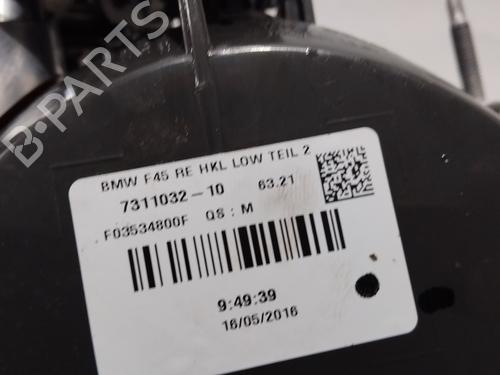 BMW F45 RE HKL LOW TEIL 2
7311032-10 63.21
F03534800F QS: M
9:49:39
16/05/2016
B-PARTS